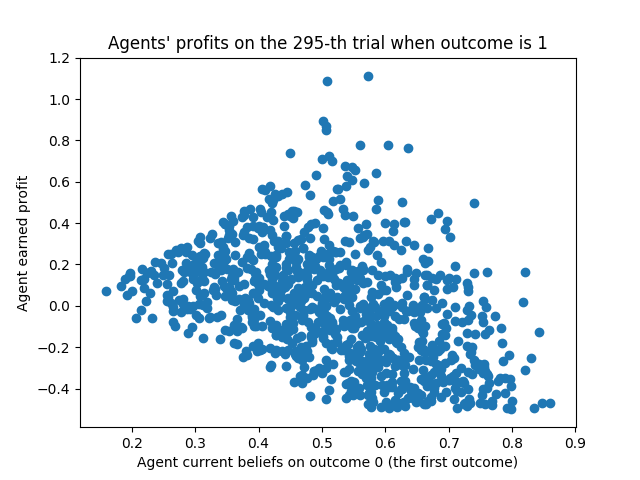 Agents' profits on the 295-th trial when outcome is 1
1.2
1.0
0.8
0.6
0.4
0.2
0.0
−0.2
−0.4
Agent earned profit
0.2 0.3 0.4 0.5 0.6 0.7 0.8 0.9
Agent current beliefs on outcome 0 (the first outcome)